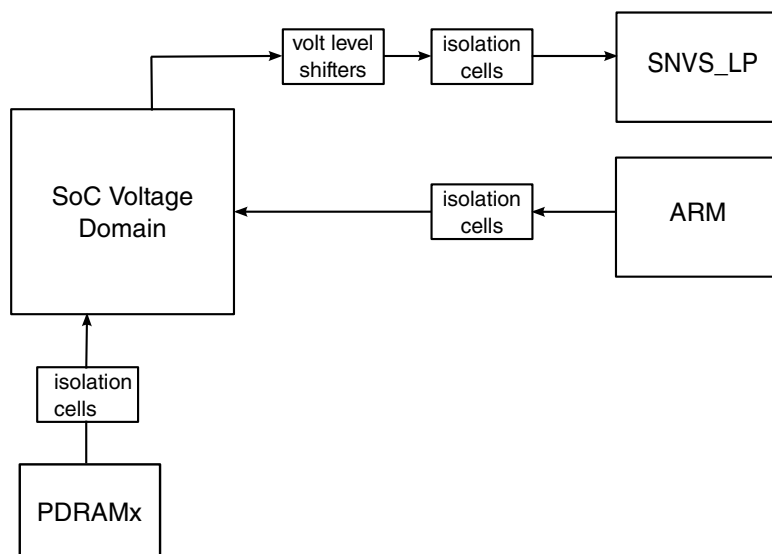 volt level
shifters
isolation
cells
SNVS_LP
SoC Voltage
Domain
isolation
cells
ARM
isolation
cells
PDRAMx